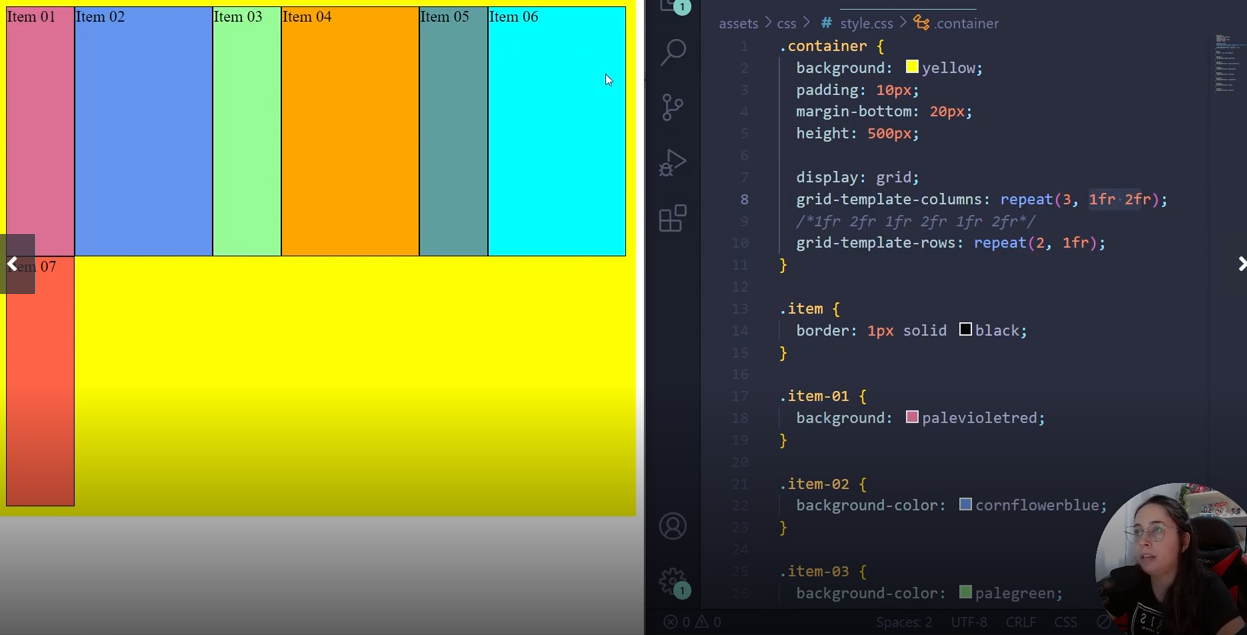 Item 01
Item 02
Item 03
Item 04
Item 05
Item 06
Item 07
1
assets > css > # style.css > .container
1 .container {
2 background: yellow;
3 padding: 10px;
4 margin-bottom: 20px;
5 height: 500px;
6
7 display: grid;
8 grid-template-columns: repeat(3, 1fr 2fr);
9 /*1fr 2fr 1fr 2fr 1fr 2fr*/
10 grid-template-rows: repeat(2, 1fr);
11 }
12
13 .item {
14 border: 1px solid black;
15 }
16
17 .item-01 {
18 background: palevioletred;
19 }
20
21 .item-02 {
22 background-color: cornflowerblue;
23 }
24
25 .item-03 {
26 background-color: palegreen;
1
0 0 Spaces: 2 UTF-8 CRLF CSS